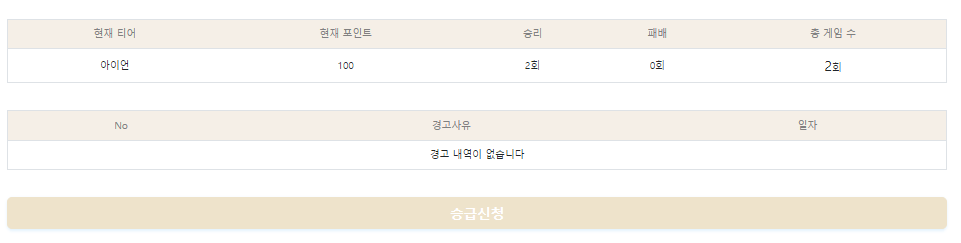 현재 티어 현재 포인트 승리 패배 총 게임 수
아이언 100 2회 0회 2회
No 경고사유 일자
경고 내역이 없습니다
승급신청